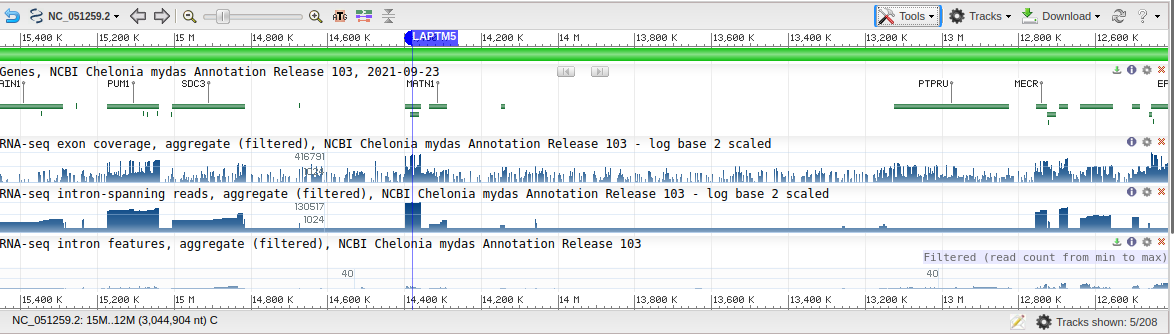 NC_051259.2 Tools Tracks Download ?
15,400 K 15,200 K 15 M 14,800 K 14,600 K 14,400 K LAPTM5 14,200 K 14 M 13,800 K 13,600 K 13,400 K 13,200 K 13 M 12,800 K 12,600 K
Genes, NCBI Chelonia mydas Annotation Release 103, 2021-09-23
AIN1 PUM1 SDC3 MATN1 PTPRU MECR EP
RNA-seq exon coverage, aggregate (filtered), NCBI Chelonia mydas Annotation Release 103 - log base 2 scaled
416791
RNA-seq intron-spanning reads, aggregate (filtered), NCBI Chelonia mydas Annotation Release 103 - log base 2 scaled
130517
1024
RNA-seq intron features, aggregate (filtered), NCBI Chelonia mydas Annotation Release 103
Filtered (read count from min to max)
40 40
15,400 K 15,200 K 15 M 14,800 K 14,600 K 14,400 K 14,200 K 14 M 13,800 K 13,600 K 13,400 K 13,200 K 13 M 12,800 K 12,600 K
NC_051259.2: 15M..12M (3,044,904 nt) C Tracks shown: 5/208